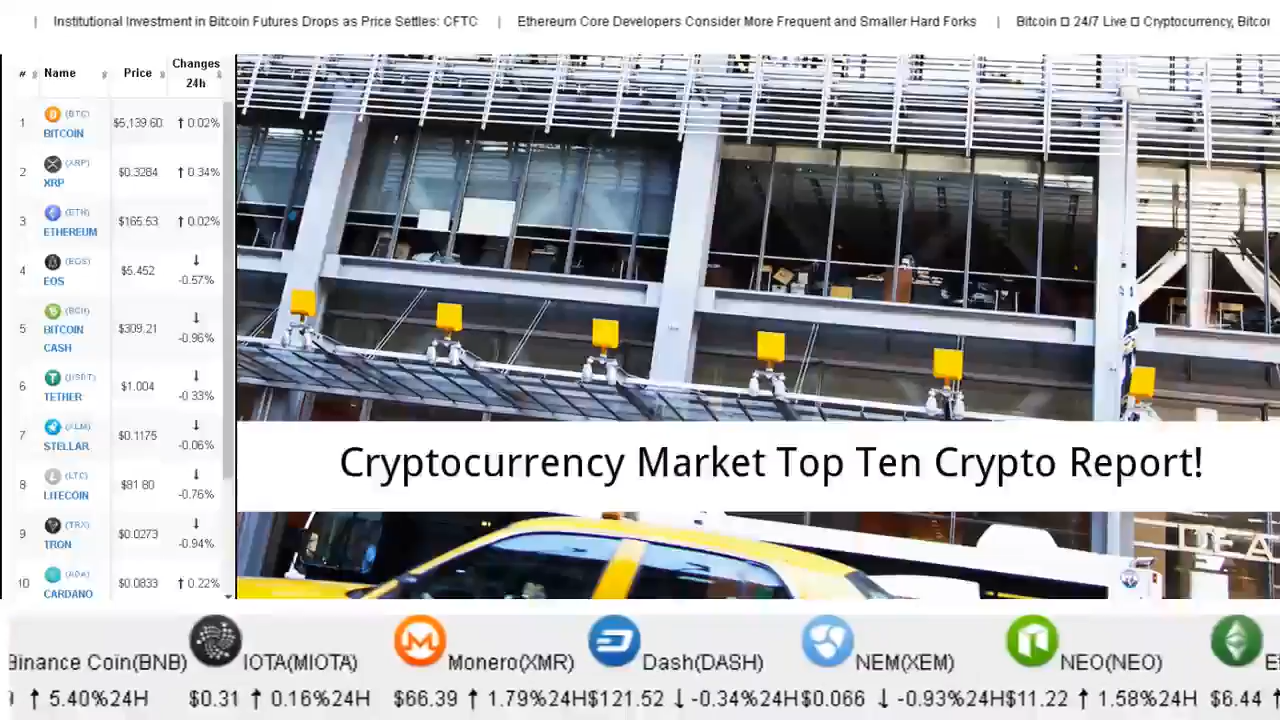 | Institutional Investment in Bitcoin Futures Drops as Price Settles: CFTC | Ethereum Core Developers Consider More Frequent and Smaller Hard Forks | Bitcoin □ 24/7 Live □ Cryptocurrency, Bitco
# Name Price Changes 24h
1 (BTC) BITCOIN $5,139.60 ↑ 0.02%
2 (XRP) XRP $0.3284 ↑ 0.34%
3 (ETH) ETHEREUM $165.53 ↑ 0.02%
4 (EOS) EOS $5.452 ↓ -0.57%
5 (BCH) BITCOIN CASH $309.21 ↓ -0.96%
6 (USDT) TETHER $1.004 ↓ -0.33%
7 (XLM) STELLAR $0.1175 ↓ -0.06%
8 (LTC) LITECOIN $81.80 ↓ -0.76%
9 (TRX) TRON $0.0273 ↓ -0.94%
10 (ADA) CARDANO $0.0833 ↑ 0.22%
Cryptocurrency Market Top Ten Crypto Report!
DEA
Binance Coin(BNB) IOTA(MIOTA) Monero(XMR) Dash(DASH) NEM(XEM) NEO(NEO)
↑ 5.40%24H $0.31 ↑ 0.16%24H $66.39 ↑ 1.79%24H $121.52 ↓ -0.34%24H $0.066 ↓ -0.93%24H $11.22 ↑ 1.58%24H $6.44 ↑